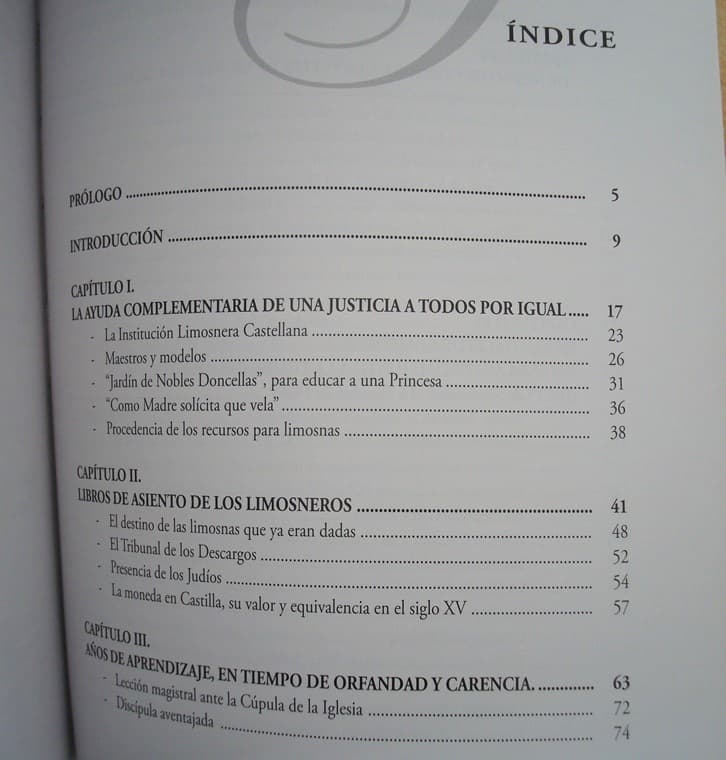 ÍNDICE
PRÓLOGO ........ 5
INTRODUCCIÓN ........ 9
CAPÍTULO I.
LA AYUDA COMPLEMENTARIA DE UNA JUSTICIA A TODOS POR IGUAL ..... 17
- La Institución Limosnera Castellana ........ 23
- Maestros y modelos ........ 26
- “Jardín de Nobles Doncellas”, para educar a una Princesa ........ 31
- “Como Madre solícita que vela” ........ 36
- Procedencia de los recursos para limosnas ........ 38
CAPÍTULO II.
LIBROS DE ASIENTO DE LOS LIMOSNEROS ........ 41
- El destino de las limosnas que ya eran dadas ........ 48
- El Tribunal de los Descargos ........ 52
- Presencia de los Judíos ........ 54
- La moneda en Castilla, su valor y equivalencia en el siglo XV ........ 57
CAPÍTULO III.
AÑOS DE APRENDIZAJE, EN TIEMPO DE ORFANDAD Y CARENCIA. ........ 63
- Lección magistral ante la Cúpula de la Iglesia ........ 72
- Discípula aventajada ........ 74